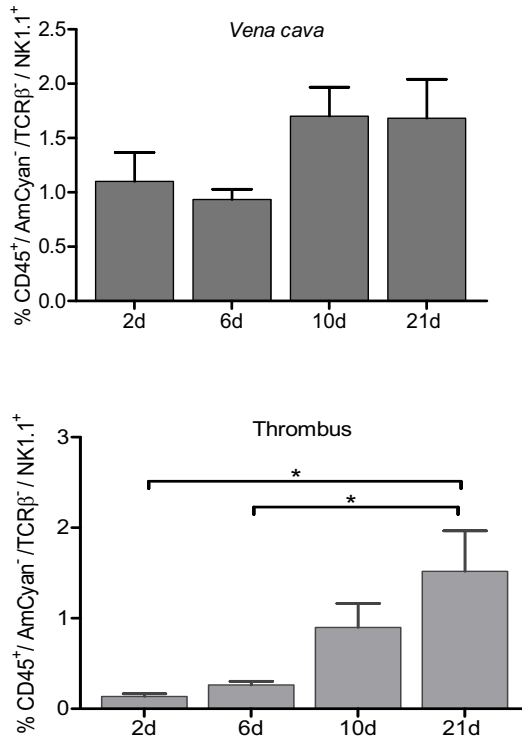 Vena cava
% CD45⁺/ AmCyan⁻ /TCRβ⁻ / NK1.1⁺
2.5
2.0
1.5
1.0
0.5
0.0
2d 6d 10d 21d
Thrombus
% CD45⁺/ AmCyan⁻ /TCRβ⁻ / NK1.1⁺
3
2
1
0
*
*
2d 6d 10d 21d